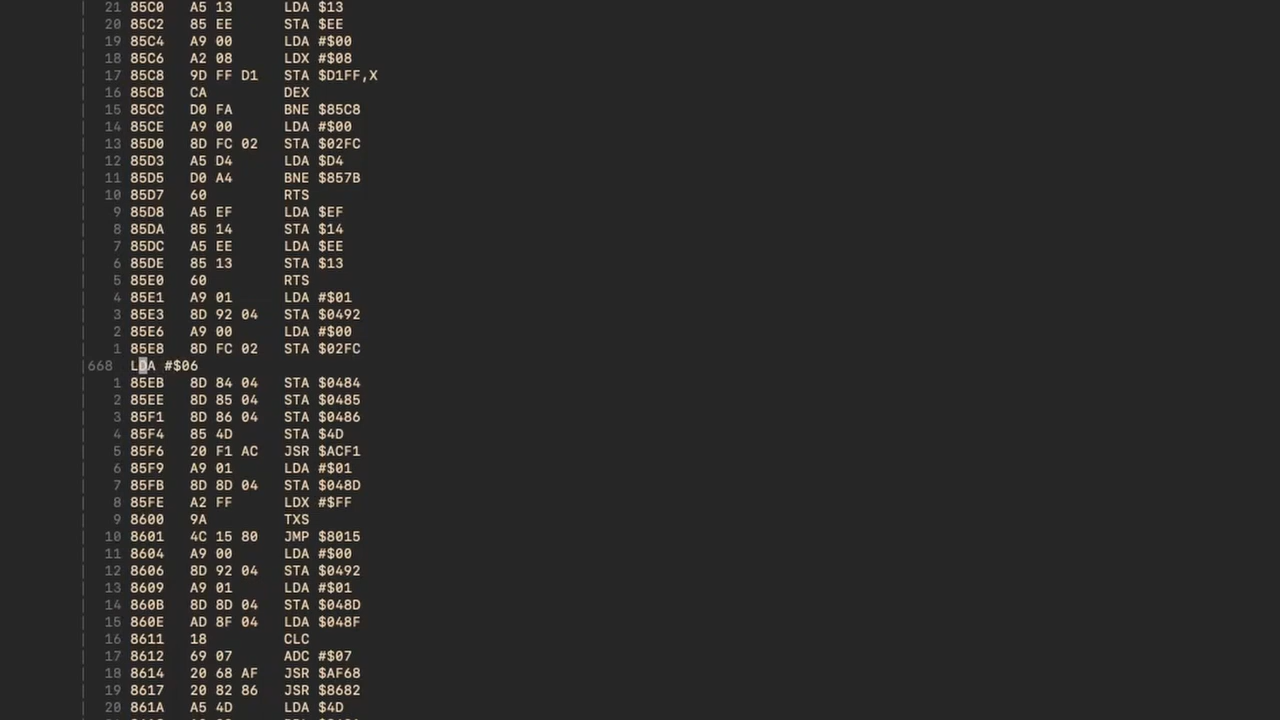 21 85C0 A5 13 LDA $13
20 85C2 85 EE STA $EE
19 85C4 A9 00 LDA #$00
18 85C6 A2 08 LDX #$08
17 85C8 9D FF D1 STA $D1FF,X
16 85CB CA DEX
15 85CC D0 FA BNE $85C8
14 85CE A9 00 LDA #$00
13 85D0 8D FC 02 STA $02FC
12 85D3 A5 D4 LDA $D4
11 85D5 D0 A4 BNE $857B
10 85D7 60 RTS
9 85D8 A5 EF LDA $EF
8 85DA 85 14 STA $14
7 85DC A5 EE LDA $EE
6 85DE 85 13 STA $13
5 85E0 60 RTS
4 85E1 A9 01 LDA #$01
3 85E3 8D 92 04 STA $0492
2 85E6 A9 00 LDA #$00
1 85E8 8D FC 02 STA $02FC
668 LDA #$06
1 85EB 8D 84 04 STA $0484
2 85EE 8D 85 04 STA $0485
3 85F1 8D 86 04 STA $0486
4 85F4 85 4D STA $4D
5 85F6 20 F1 AC JSR $ACF1
6 85F9 A9 01 LDA #$01
7 85FB 8D 8D 04 STA $048D
8 85FE A2 FF LDX #$FF
9 8600 9A TXS
10 8601 4C 15 80 JMP $8015
11 8604 A9 00 LDA #$00
12 8606 8D 92 04 STA $0492
13 8609 A9 01 LDA #$01
14 860B 8D 8D 04 STA $048D
15 860E AD 8F 04 LDA $048F
16 8611 18 CLC
17 8612 69 07 ADC #$07
18 8614 20 68 AF JSR $AF68
19 8617 20 82 86 JSR $8682
20 861A A5 4D LDA $4D